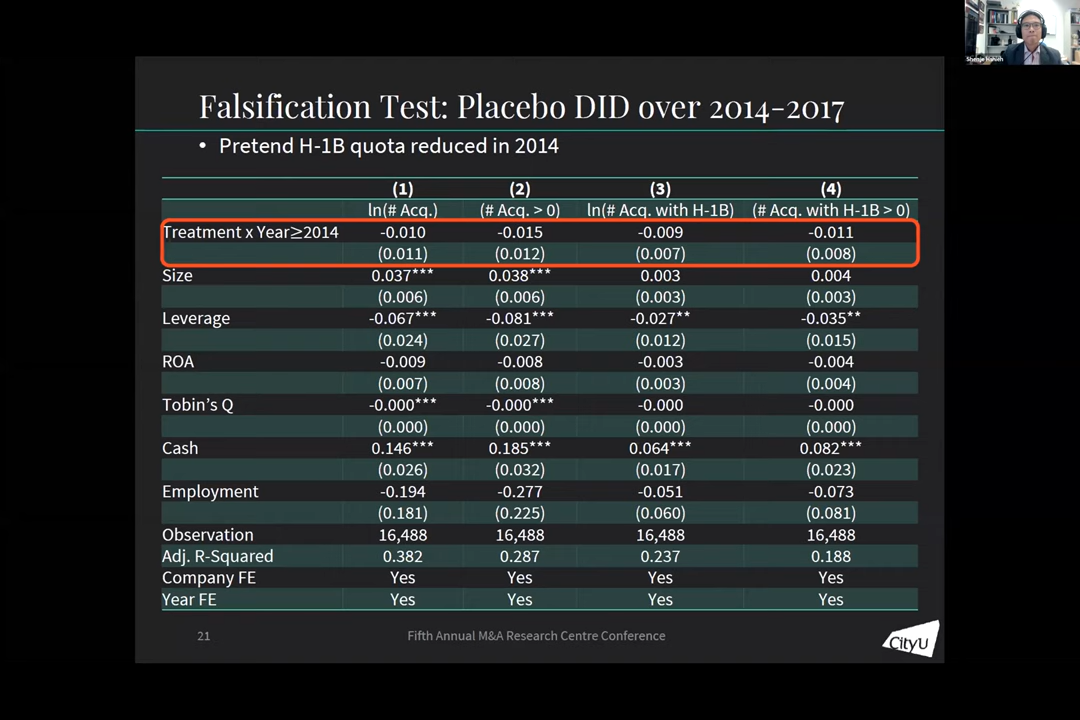 Falsification Test: Placebo DID over 2014-2017
• Pretend H-1B quota reduced in 2014
(1) (2) (3) (4)
ln(# Acq.) (# Acq. > 0) ln(# Acq. with H-1B) (# Acq. with H-1B > 0)
Treatment x Year≥2014 -0.010 -0.015 -0.009 -0.011
(0.011) (0.012) (0.007) (0.008)
Size 0.037*** 0.038*** 0.003 0.004
(0.006) (0.006) (0.003) (0.003)
Leverage -0.067*** -0.081*** -0.027** -0.035**
(0.024) (0.027) (0.012) (0.015)
ROA -0.009 -0.008 -0.003 -0.004
(0.007) (0.008) (0.003) (0.004)
Tobin's Q -0.000*** -0.000*** -0.000 -0.000
(0.000) (0.000) (0.000) (0.000)
Cash 0.146*** 0.185*** 0.064*** 0.082***
(0.026) (0.032) (0.017) (0.023)
Employment -0.194 -0.277 -0.051 -0.073
(0.181) (0.225) (0.060) (0.081)
Observation 16,488 16,488 16,488 16,488
Adj. R-Squared 0.382 0.287 0.237 0.188
Company FE Yes Yes Yes Yes
Year FE Yes Yes Yes Yes
21 Fifth Annual M&A Research Centre Conference
CityU